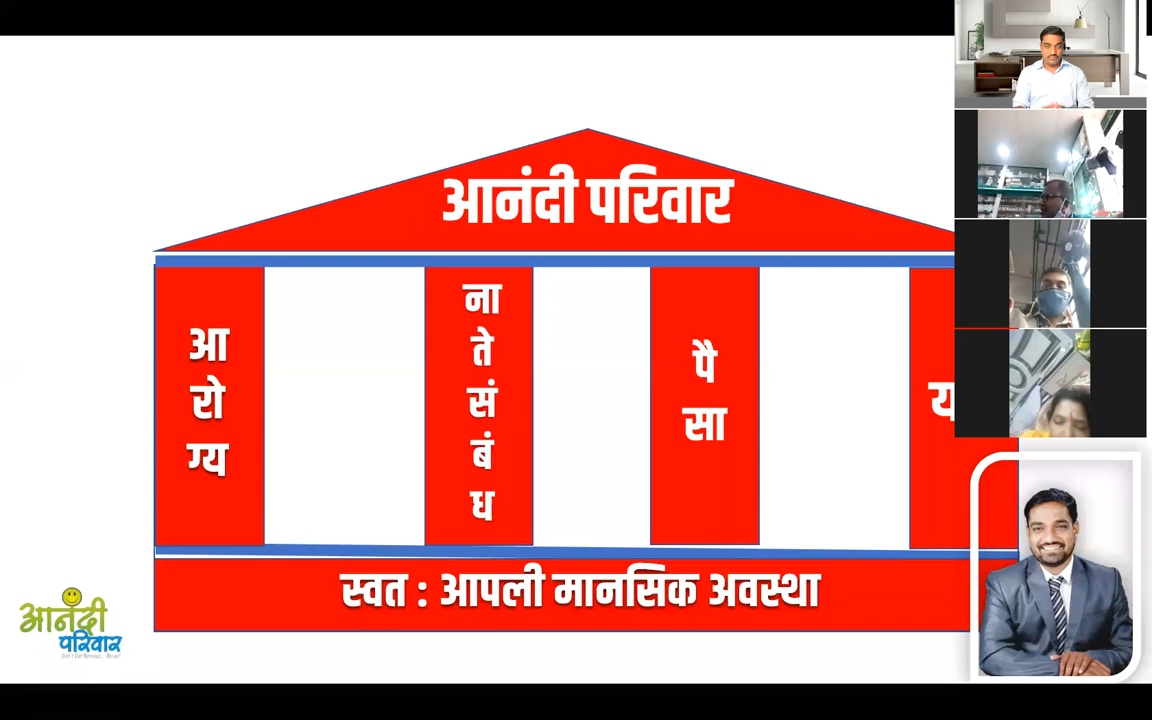 आनंदी परिवार
आ
रो
ग्य
ना
ते
सं
बं
ध
पै
सा
य
स्वत : आपली मानसिक अवस्था
आनंदी
परिवार